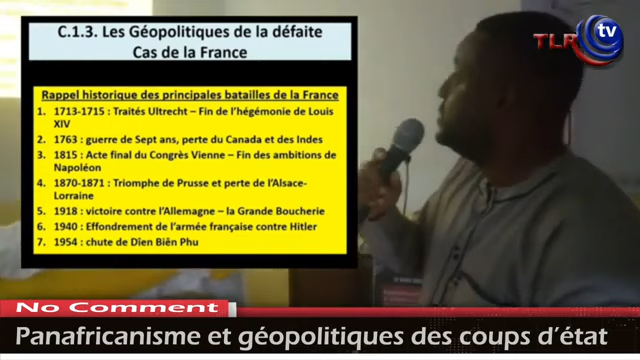 C.1.3. Les Géopolitiques de la défaite
Cas de la France
TLR tv
Rappel historique des principales batailles de la France
1. 1713-1715 : Traités Ultrecht – Fin de l'hégémonie de Louis
XIV
2. 1763 : guerre de Sept ans, perte du Canada et des Indes
3. 1815 : Acte final du Congrès Vienne – Fin des ambitions de
Napoléon
4. 1870-1871 : Triomphe de Prusse et perte de l'Alsace-
Lorraine
5. 1918 : victoire contre l'Allemagne – la Grande Boucherie
6. 1940 : Effondrement de l'armée française contre Hitler
7. 1954 : chute de Dîen Biên Phu
No Comment
Panafricanisme et géopolitiques des coups d'état